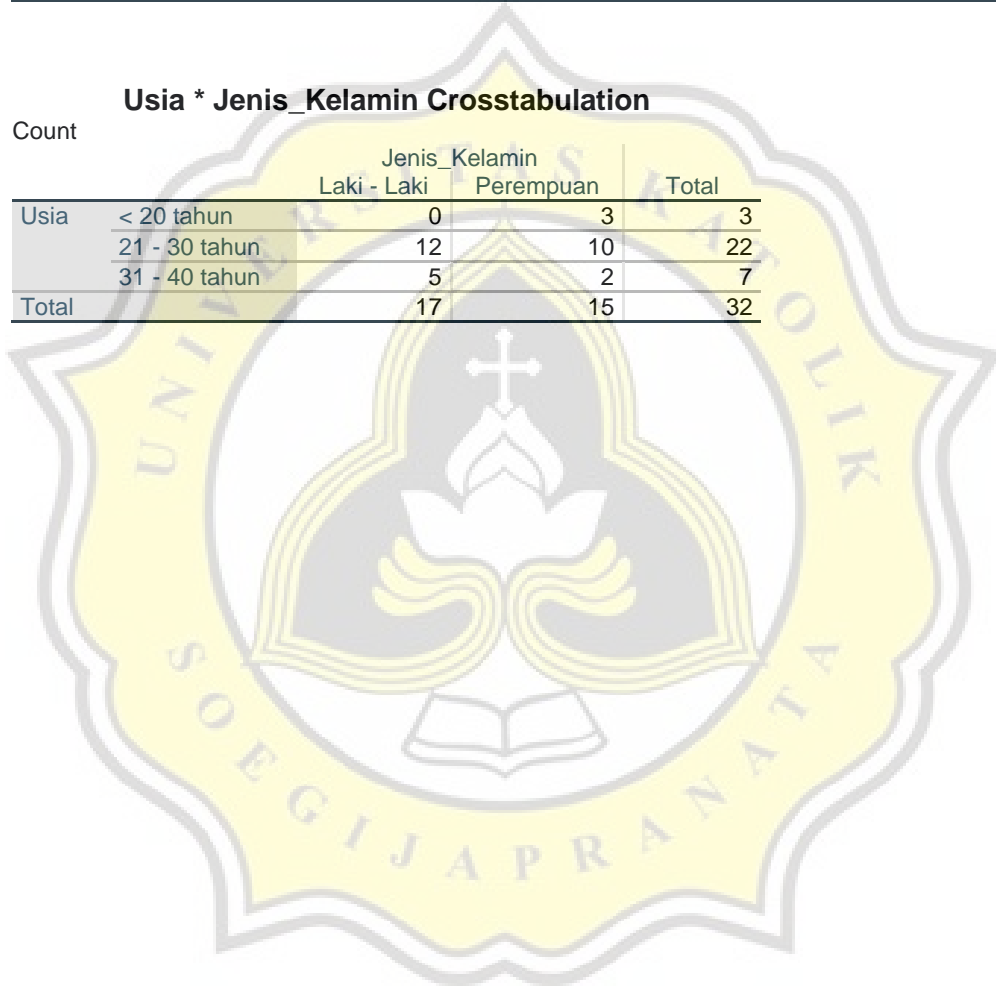 Usia * Jenis_Kelamin Crosstabulation
Count
Jenis_Kelamin
Laki - Laki Perempuan Total
Usia < 20 tahun 0 3 3
21 - 30 tahun 12 10 22
31 - 40 tahun 5 2 7
Total 17 15 32
UNIVERSITAS KATOLIK
SOEGIJAPRANATA